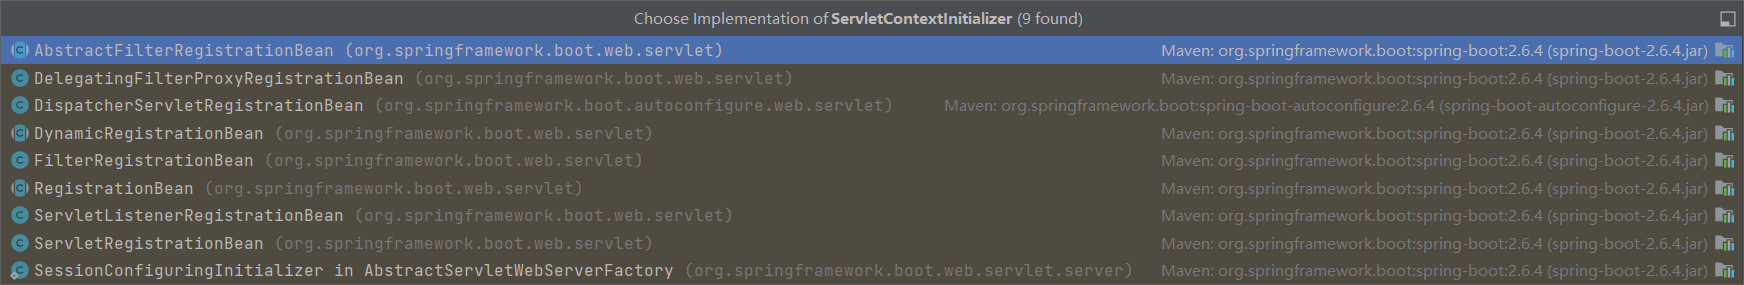 Choose Implementation of ServletContextInitializer (9 found)
AbstractFilterRegistrationBean (org.springframework.boot.web.servlet) Maven: org.springframework.boot:spring-boot:2.6.4 (spring-boot-2.6.4.jar)
DelegatingFilterProxyRegistrationBean (org.springframework.boot.web.servlet) Maven: org.springframework.boot:spring-boot:2.6.4 (spring-boot-2.6.4.jar)
DispatcherServletRegistrationBean (org.springframework.boot.autoconfigure.web.servlet) Maven: org.springframework.boot:spring-boot-autoconfigure:2.6.4 (spring-boot-autoconfigure-2.6.4.jar)
DynamicRegistrationBean (org.springframework.boot.web.servlet) Maven: org.springframework.boot:spring-boot:2.6.4 (spring-boot-2.6.4.jar)
FilterRegistrationBean (org.springframework.boot.web.servlet) Maven: org.springframework.boot:spring-boot:2.6.4 (spring-boot-2.6.4.jar)
RegistrationBean (org.springframework.boot.web.servlet) Maven: org.springframework.boot:spring-boot:2.6.4 (spring-boot-2.6.4.jar)
ServletListenerRegistrationBean (org.springframework.boot.web.servlet) Maven: org.springframework.boot:spring-boot:2.6.4 (spring-boot-2.6.4.jar)
ServletRegistrationBean (org.springframework.boot.web.servlet) Maven: org.springframework.boot:spring-boot:2.6.4 (spring-boot-2.6.4.jar)
SessionConfiguringInitializer in AbstractServletWebServerFactory (org.springframework.boot.web.servlet.server) Maven: org.springframework.boot:spring-boot:2.6.4 (spring-boot-2.6.4.jar)